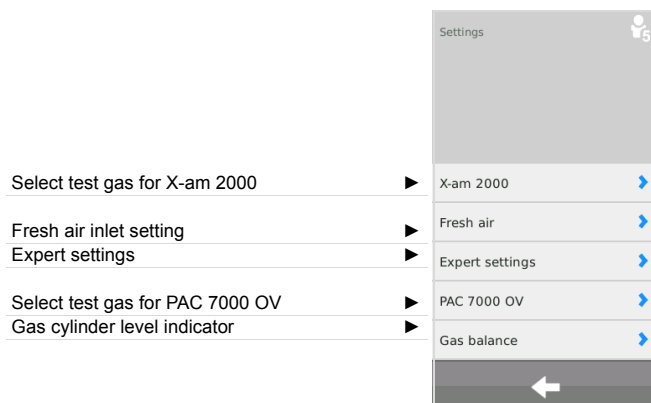 Settings
5
Select test gas for X-am 2000 ► X-am 2000
Fresh air inlet setting ► Fresh air
Expert settings ► Expert settings
Select test gas for PAC 7000 OV ► PAC 7000 OV
Gas cylinder level indicator ► Gas balance